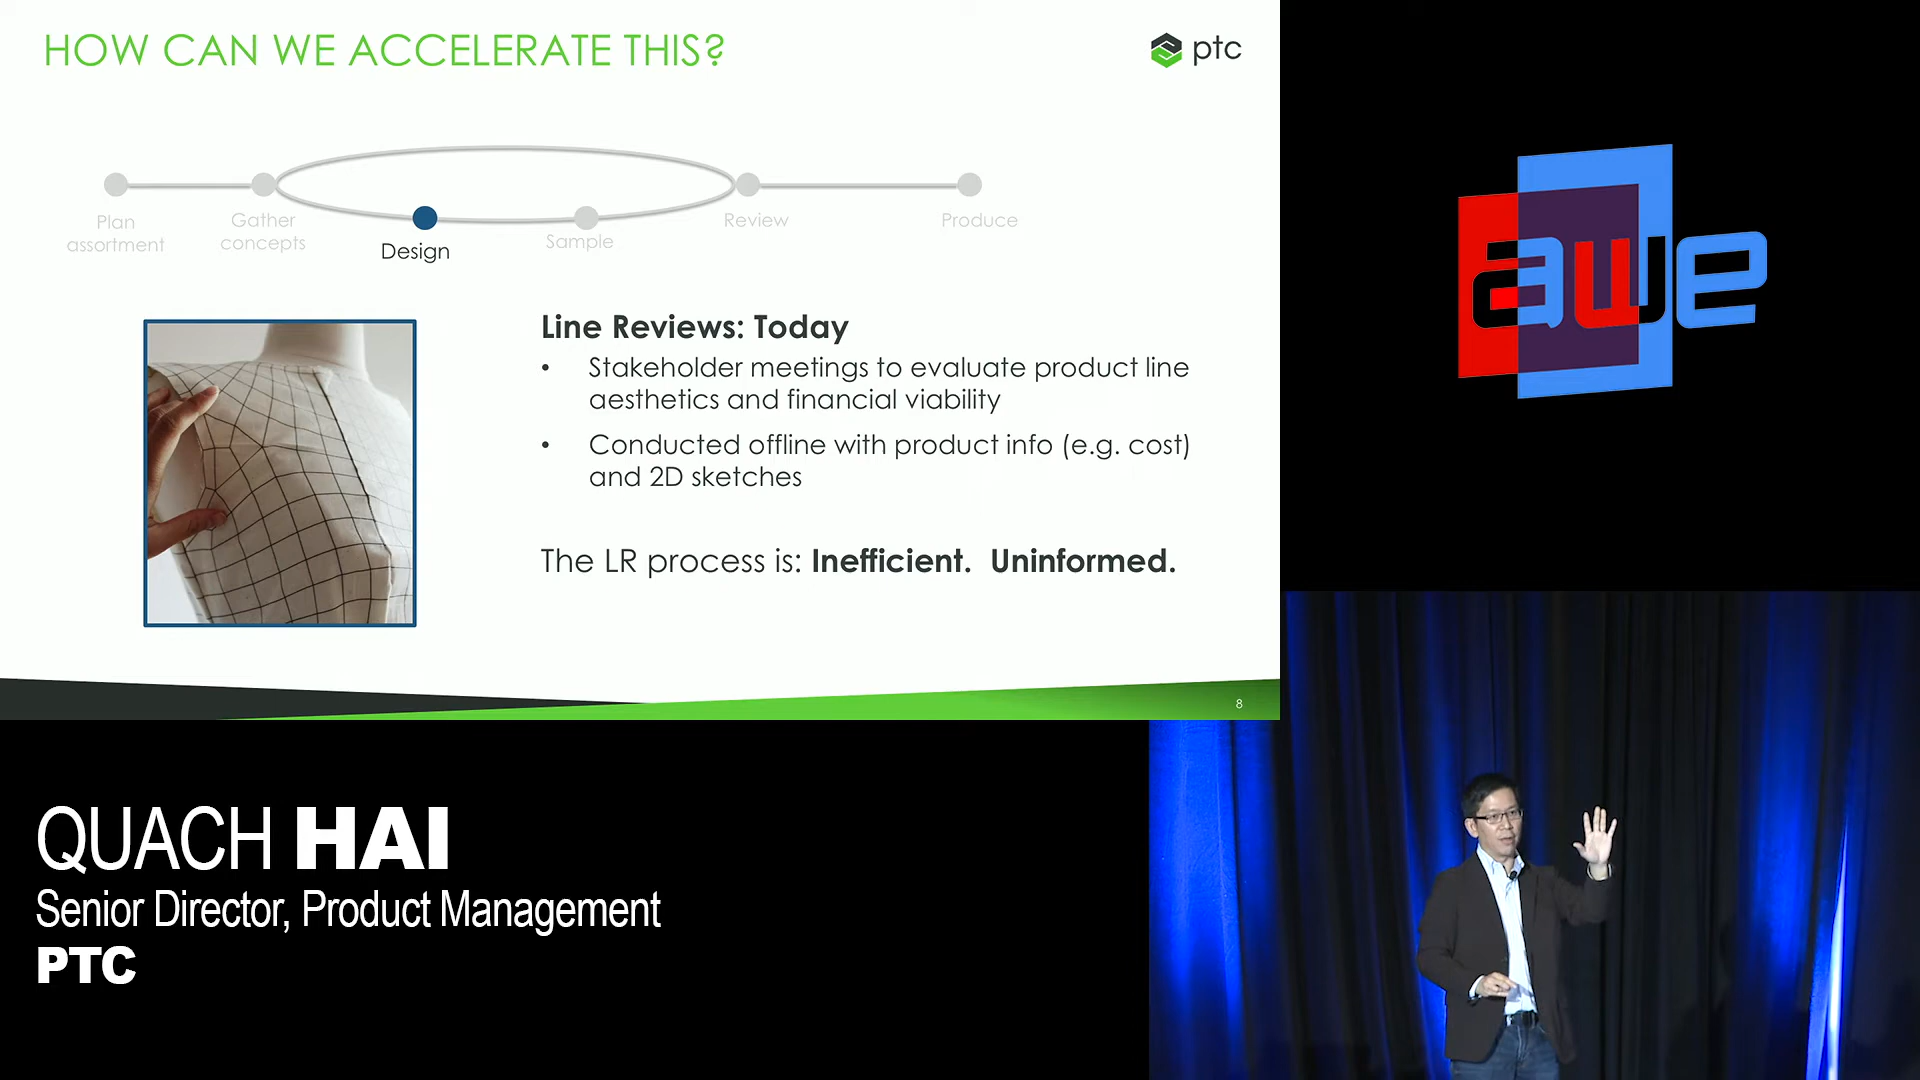 HOW CAN WE ACCELERATE THIS?
ptc
Plan
assortment
Gather
concepts
Design
Sample
Review
Produce
Line Reviews: Today
• Stakeholder meetings to evaluate product line
aesthetics and financial viability
• Conducted offline with product info (e.g. cost)
and 2D sketches
The LR process is: Inefficient. Uninformed.
8
awe
QUACH HAI
Senior Director, Product Management
PTC